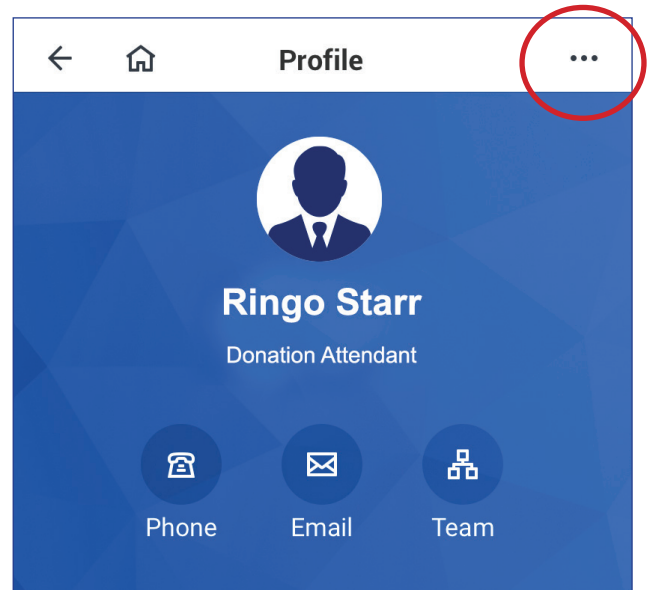 Profile
Ringo Starr
Donation Attendant
Phone Email Team